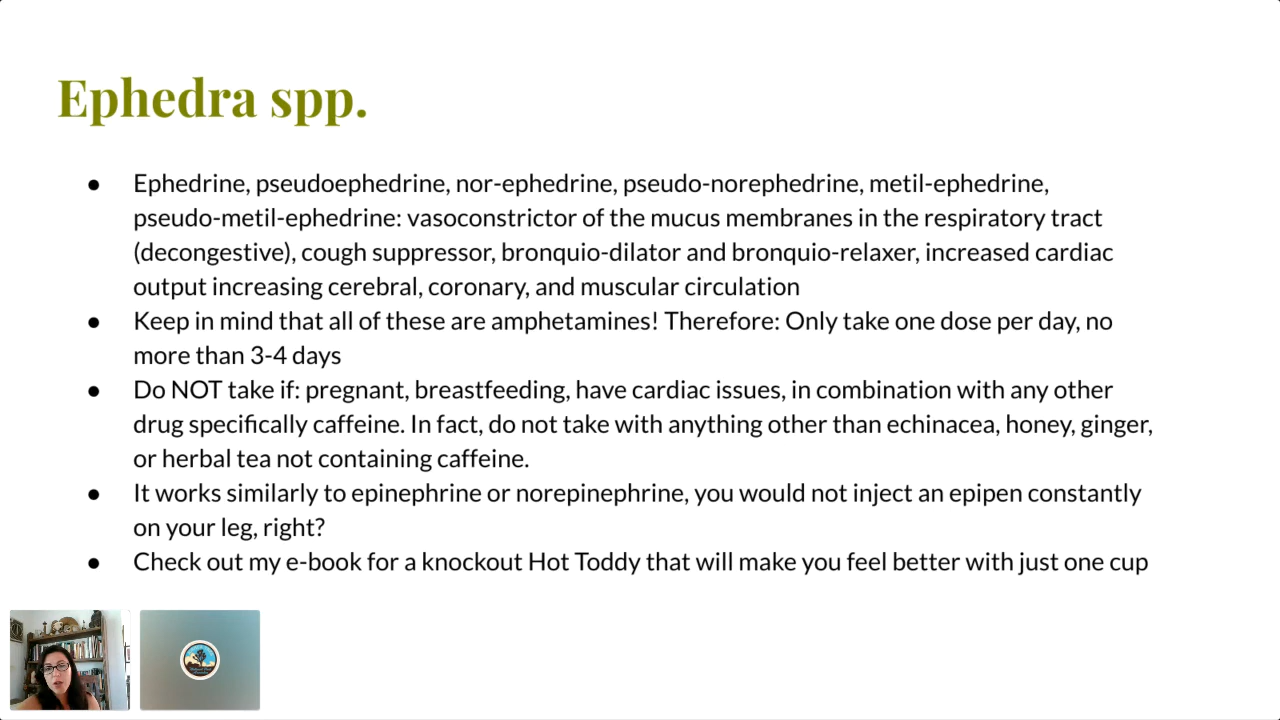 Ephedra spp.
● Ephedrine, pseudoephedrine, nor-ephedrine, pseudo-norephedrine, metil-ephedrine,
pseudo-metil-ephedrine: vasoconstrictor of the mucus membranes in the respiratory tract
(decongestive), cough suppressor, bronquio-dilator and bronquio-relaxer, increased cardiac
output increasing cerebral, coronary, and muscular circulation
● Keep in mind that all of these are amphetamines! Therefore: Only take one dose per day, no
more than 3-4 days
● Do NOT take if: pregnant, breastfeeding, have cardiac issues, in combination with any other
drug specifically caffeine. In fact, do not take with anything other than echinacea, honey, ginger,
or herbal tea not containing caffeine.
● It works similarly to epinephrine or norepinephrine, you would not inject an epipen constantly
on your leg, right?
● Check out my e-book for a knockout Hot Toddy that will make you feel better with just one cup